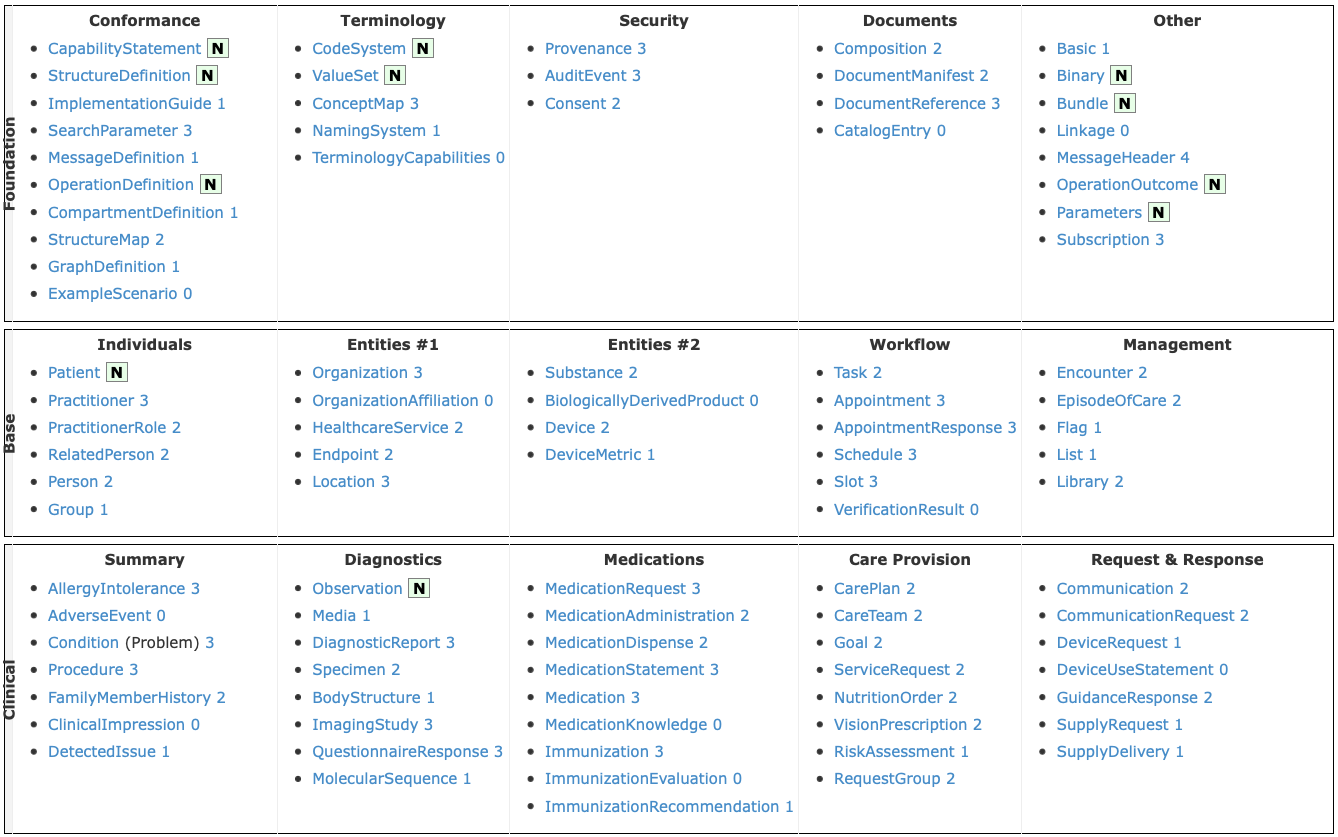 Foundation
Conformance
CapabilityStatement N
StructureDefinition N
ImplementationGuide 1
SearchParameter 3
MessageDefinition 1
OperationDefinition N
CompartmentDefinition 1
StructureMap 2
GraphDefinition 1
ExampleScenario 0
Terminology
CodeSystem N
ValueSet N
ConceptMap 3
NamingSystem 1
TerminologyCapabilities 0
Security
Provenance 3
AuditEvent 3
Consent 2
Documents
Composition 2
DocumentManifest 2
DocumentReference 3
CatalogEntry 0
Other
Basic 1
Binary N
Bundle N
Linkage 0
MessageHeader 4
OperationOutcome N
Parameters N
Subscription 3
Base
Individuals
Patient N
Practitioner 3
PractitionerRole 2
RelatedPerson 2
Person 2
Group 1
Entities #1
Organization 3
OrganizationAffiliation 0
HealthcareService 2
Endpoint 2
Location 3
Entities #2
Substance 2
BiologicallyDerivedProduct 0
Device 2
DeviceMetric 1
Workflow
Task 2
Appointment 3
AppointmentResponse 3
Schedule 3
Slot 3
VerificationResult 0
Management
Encounter 2
EpisodeOfCare 2
Flag 1
List 1
Library 2
Clinical
Summary
AllergyIntolerance 3
AdverseEvent 0
Condition (Problem) 3
Procedure 3
FamilyMemberHistory 2
ClinicalImpression 0
DetectedIssue 1
Diagnostics
Observation N
Media 1
DiagnosticReport 3
Specimen 2
BodyStructure 1
ImagingStudy 3
QuestionnaireResponse 3
MolecularSequence 1
Medications
MedicationRequest 3
MedicationAdministration 2
MedicationDispense 2
MedicationStatement 3
Medication 3
MedicationKnowledge 0
Immunization 3
ImmunizationEvaluation 0
ImmunizationRecommendation 1
Care Provision
CarePlan 2
CareTeam 2
Goal 2
ServiceRequest 2
NutritionOrder 2
VisionPrescription 2
RiskAssessment 1
RequestGroup 2
Request & Response
Communication 2
CommunicationRequest 2
DeviceRequest 1
DeviceUseStatement 0
GuidanceResponse 2
SupplyRequest 1
SupplyDelivery 1